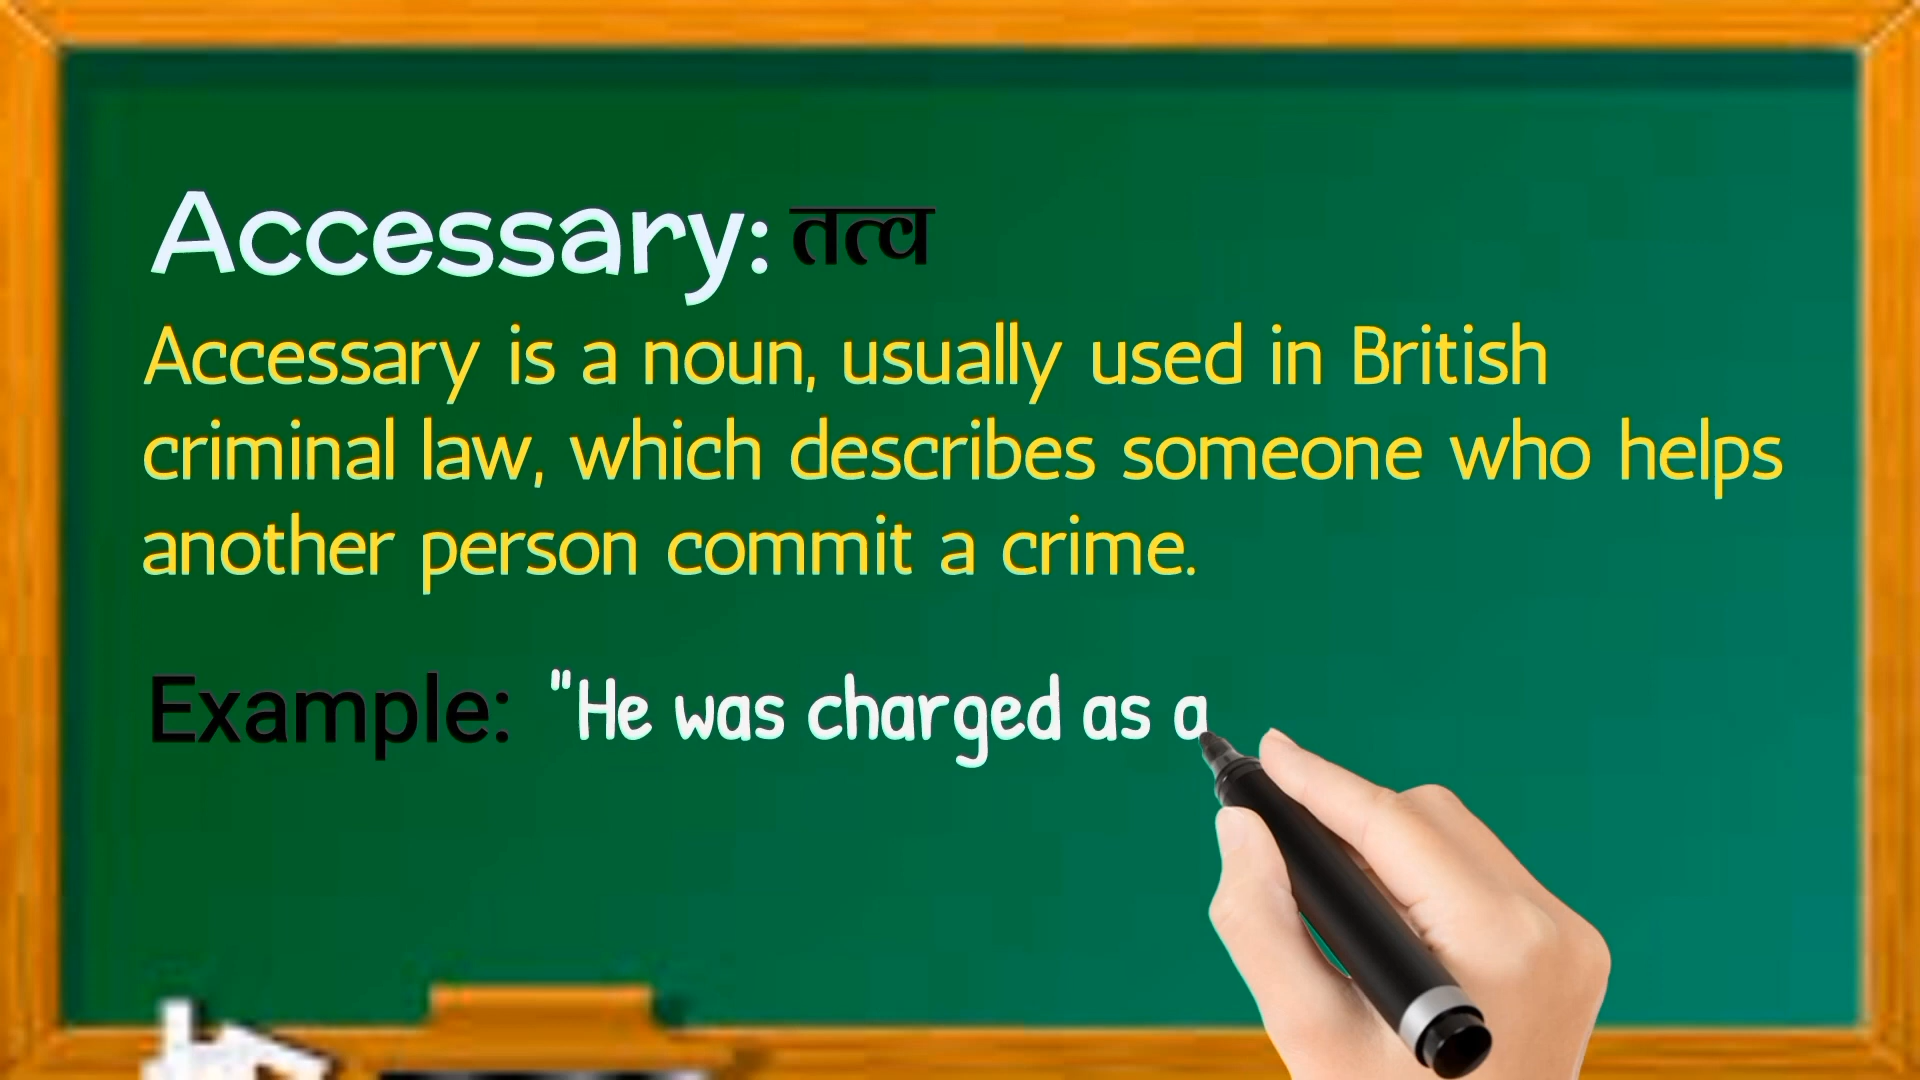 Accessary: तत्व
Accessary is a noun, usually used in British
criminal law, which describes someone who helps
another person commit a crime.
Example: "He was charged as a